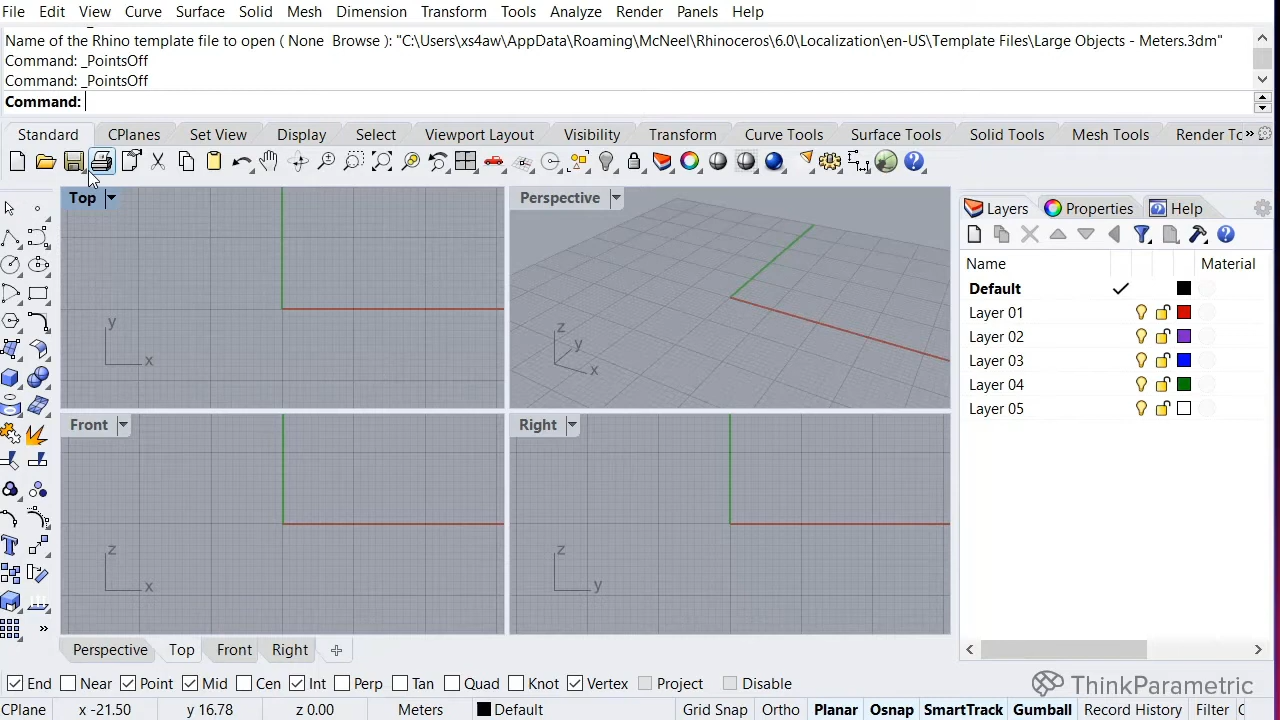 File Edit View Curve Surface Solid Mesh Dimension Transform Tools Analyze Render Panels Help
Name of the Rhino template file to open ( None  Browse ): "C:\Users\xs4aw\AppData\Roaming\McNeel\Rhinoceros\6.0\Localization\en-US\Template Files\Large Objects - Meters.3dm"
Command: _PointsOff
Command: _PointsOff
Command:
Standard CPlanes Set View Display Select Viewport Layout Visibility Transform Curve Tools Surface Tools Solid Tools Mesh Tools Render Tc »
Top
Perspective
Layers Properties Help
Name Material
Default
Layer 01
Layer 02
Layer 03
Layer 04
Layer 05
y
x
z
y
x
Front
Right
z
x
z
y
»
Perspective Top Front Right
End Near Point Mid Cen Int Perp Tan Quad Knot Vertex Project Disable
ThinkParametric
CPlane x -21.50 y 16.78 z 0.00 Meters Default Grid Snap Ortho Planar Osnap SmartTrack Gumball Record History Filter C